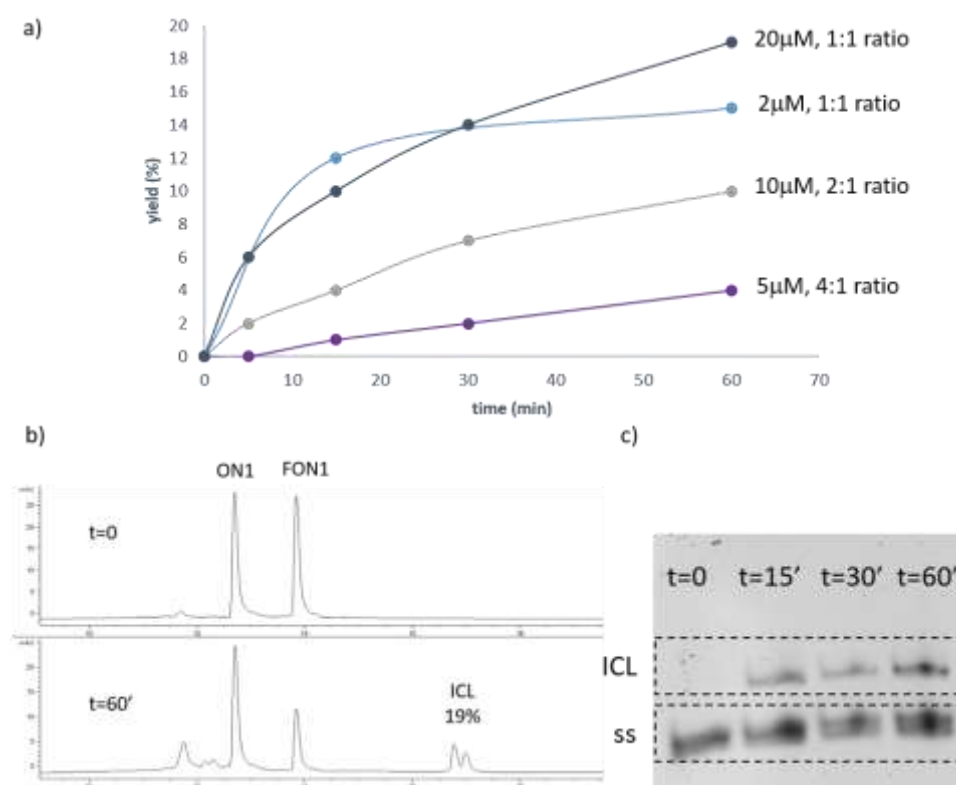 a)
20
18
16
14
12
10
8
6
4
2
0
yield (%)
20µM, 1:1 ratio
2µM, 1:1 ratio
10µM, 2:1 ratio
5µM, 4:1 ratio
0 10 20 30 40 50 60 70
time (min)
b)
ON1 FON1
t=0
t=60'
ICL
19%
c)
t=0 t=15' t=30' t=60'
ICL
ss